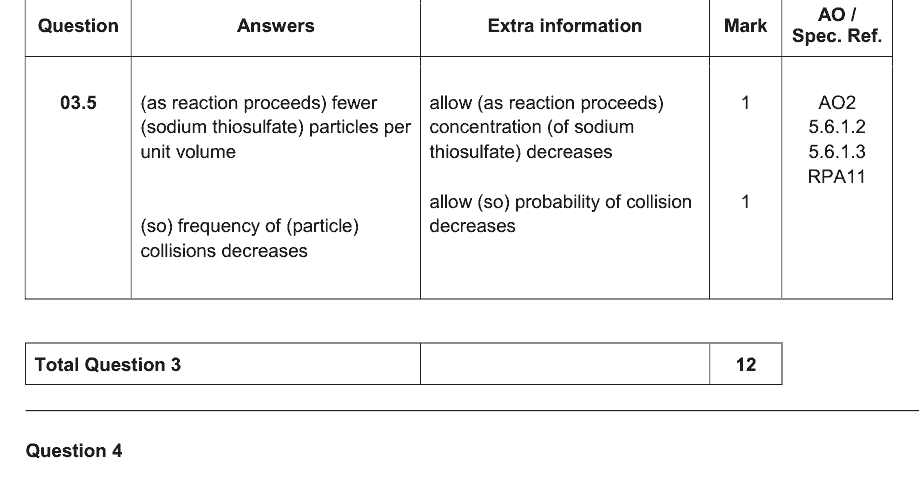 Question Answers Extra information Mark AO /
Spec. Ref.
03.5 (as reaction proceeds) fewer allow (as reaction proceeds) 1 AO2
(sodium thiosulfate) particles per concentration (of sodium 5.6.1.2
unit volume thiosulfate) decreases 5.6.1.3
RPA11
allow (so) probability of collision 1
(so) frequency of (particle) decreases
collisions decreases
Total Question 3 12
Question 4